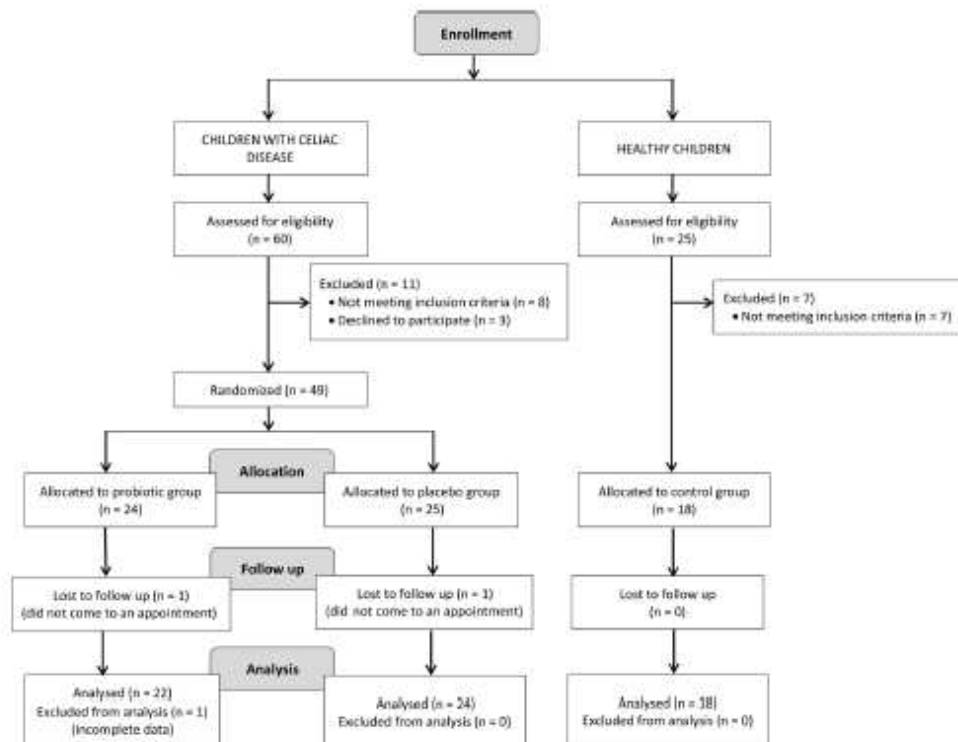 Enrollment
CHILDREN WITH CELIAC
DISEASE
HEALTHY CHILDREN
Assessed for eligibility
(n = 60)
Assessed for eligibility
(n = 25)
Excluded (n = 11)
• Not meeting inclusion criteria (n = 8)
• Declined to participate (n = 3)
Excluded (n = 7)
• Not meeting inclusion criteria (n = 7)
Randomized (n = 49)
Allocation
Allocated to probiotic group
(n = 24)
Allocated to placebo group
(n = 25)
Allocated to control group
(n = 18)
Follow up
Lost to follow up (n = 1)
(did not come to an appointment)
Lost to follow up (n = 1)
(did not come to an appointment)
Lost to follow up
(n = 0)
Analysis
Analysed (n = 22)
Excluded from analysis (n = 1)
(Incomplete data)
Analysed (n = 24)
Excluded from analysis (n = 0)
Analysed (n = 18)
Excluded from analysis (n = 0)